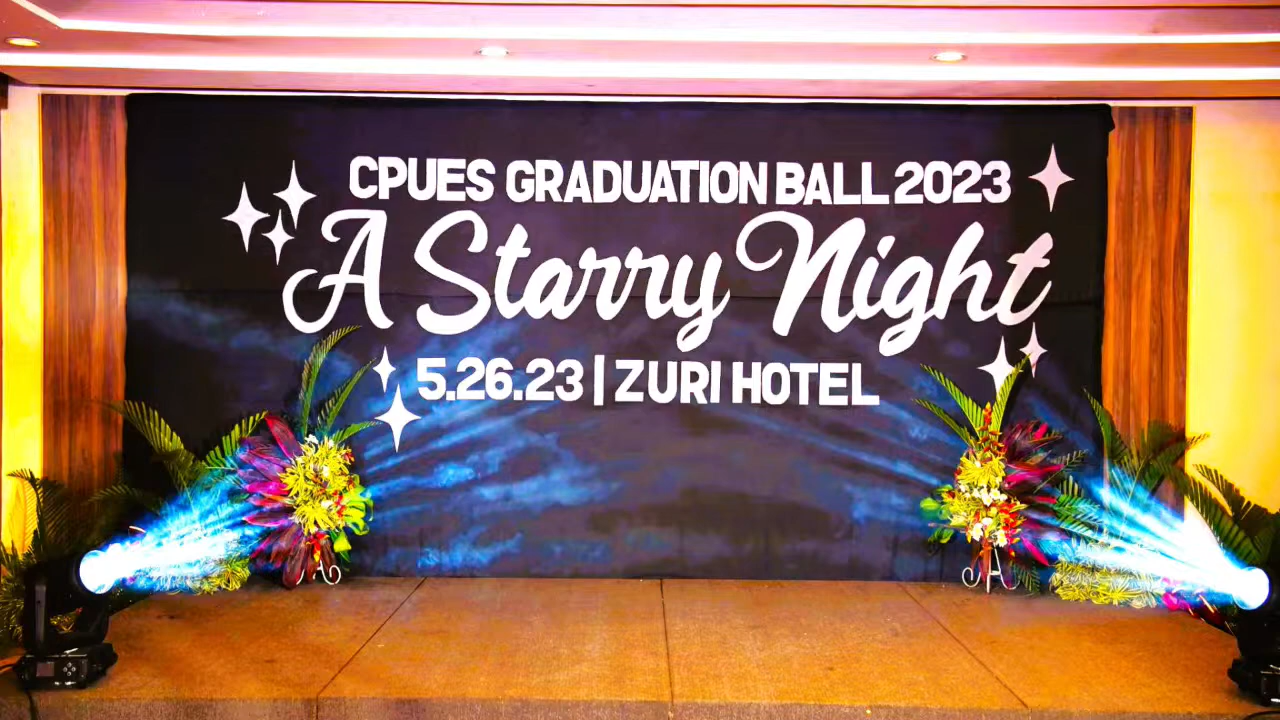 CPUES GRADUATION BALL 2023
A Starry Night
5.26.23 | ZURI HOTEL